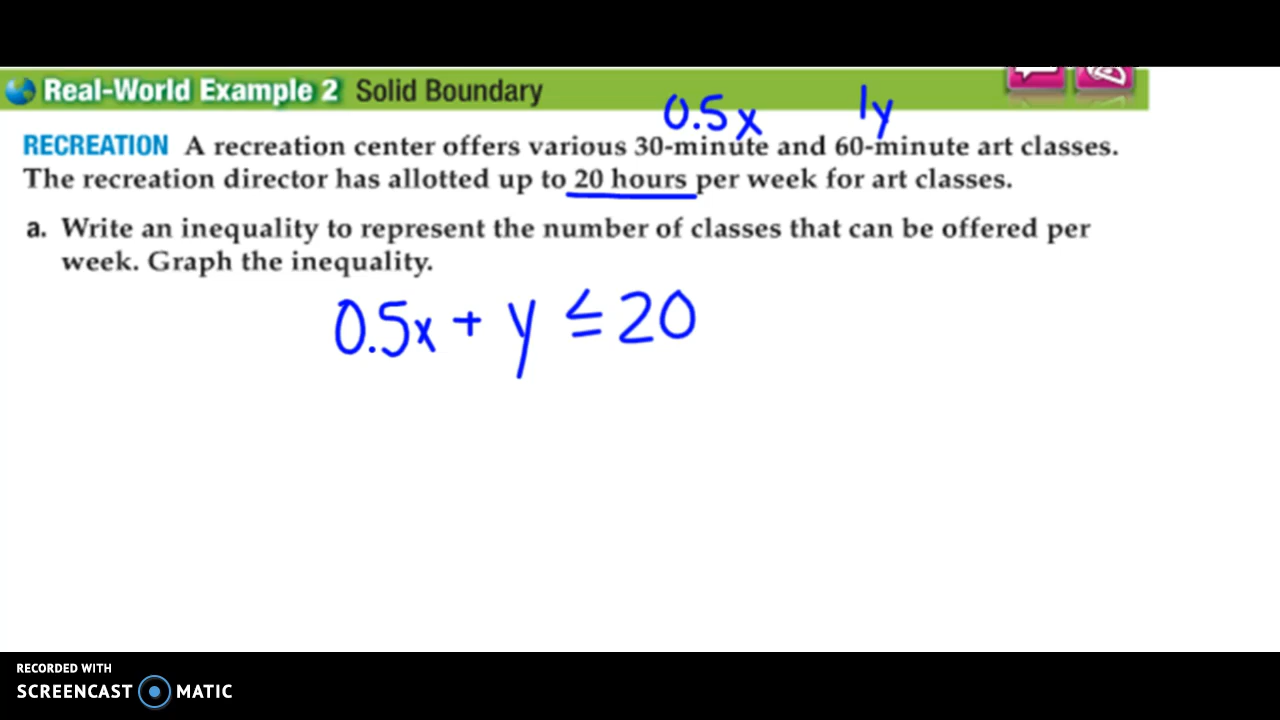 Real-World Example 2 Solid Boundary
0.5x 1y
RECREATION A recreation center offers various 30-minute and 60-minute art classes.
The recreation director has allotted up to 20 hours per week for art classes.
a. Write an inequality to represent the number of classes that can be offered per
week. Graph the inequality.
0.5x + y ≤ 20
RECORDED WITH
SCREENCAST MATIC